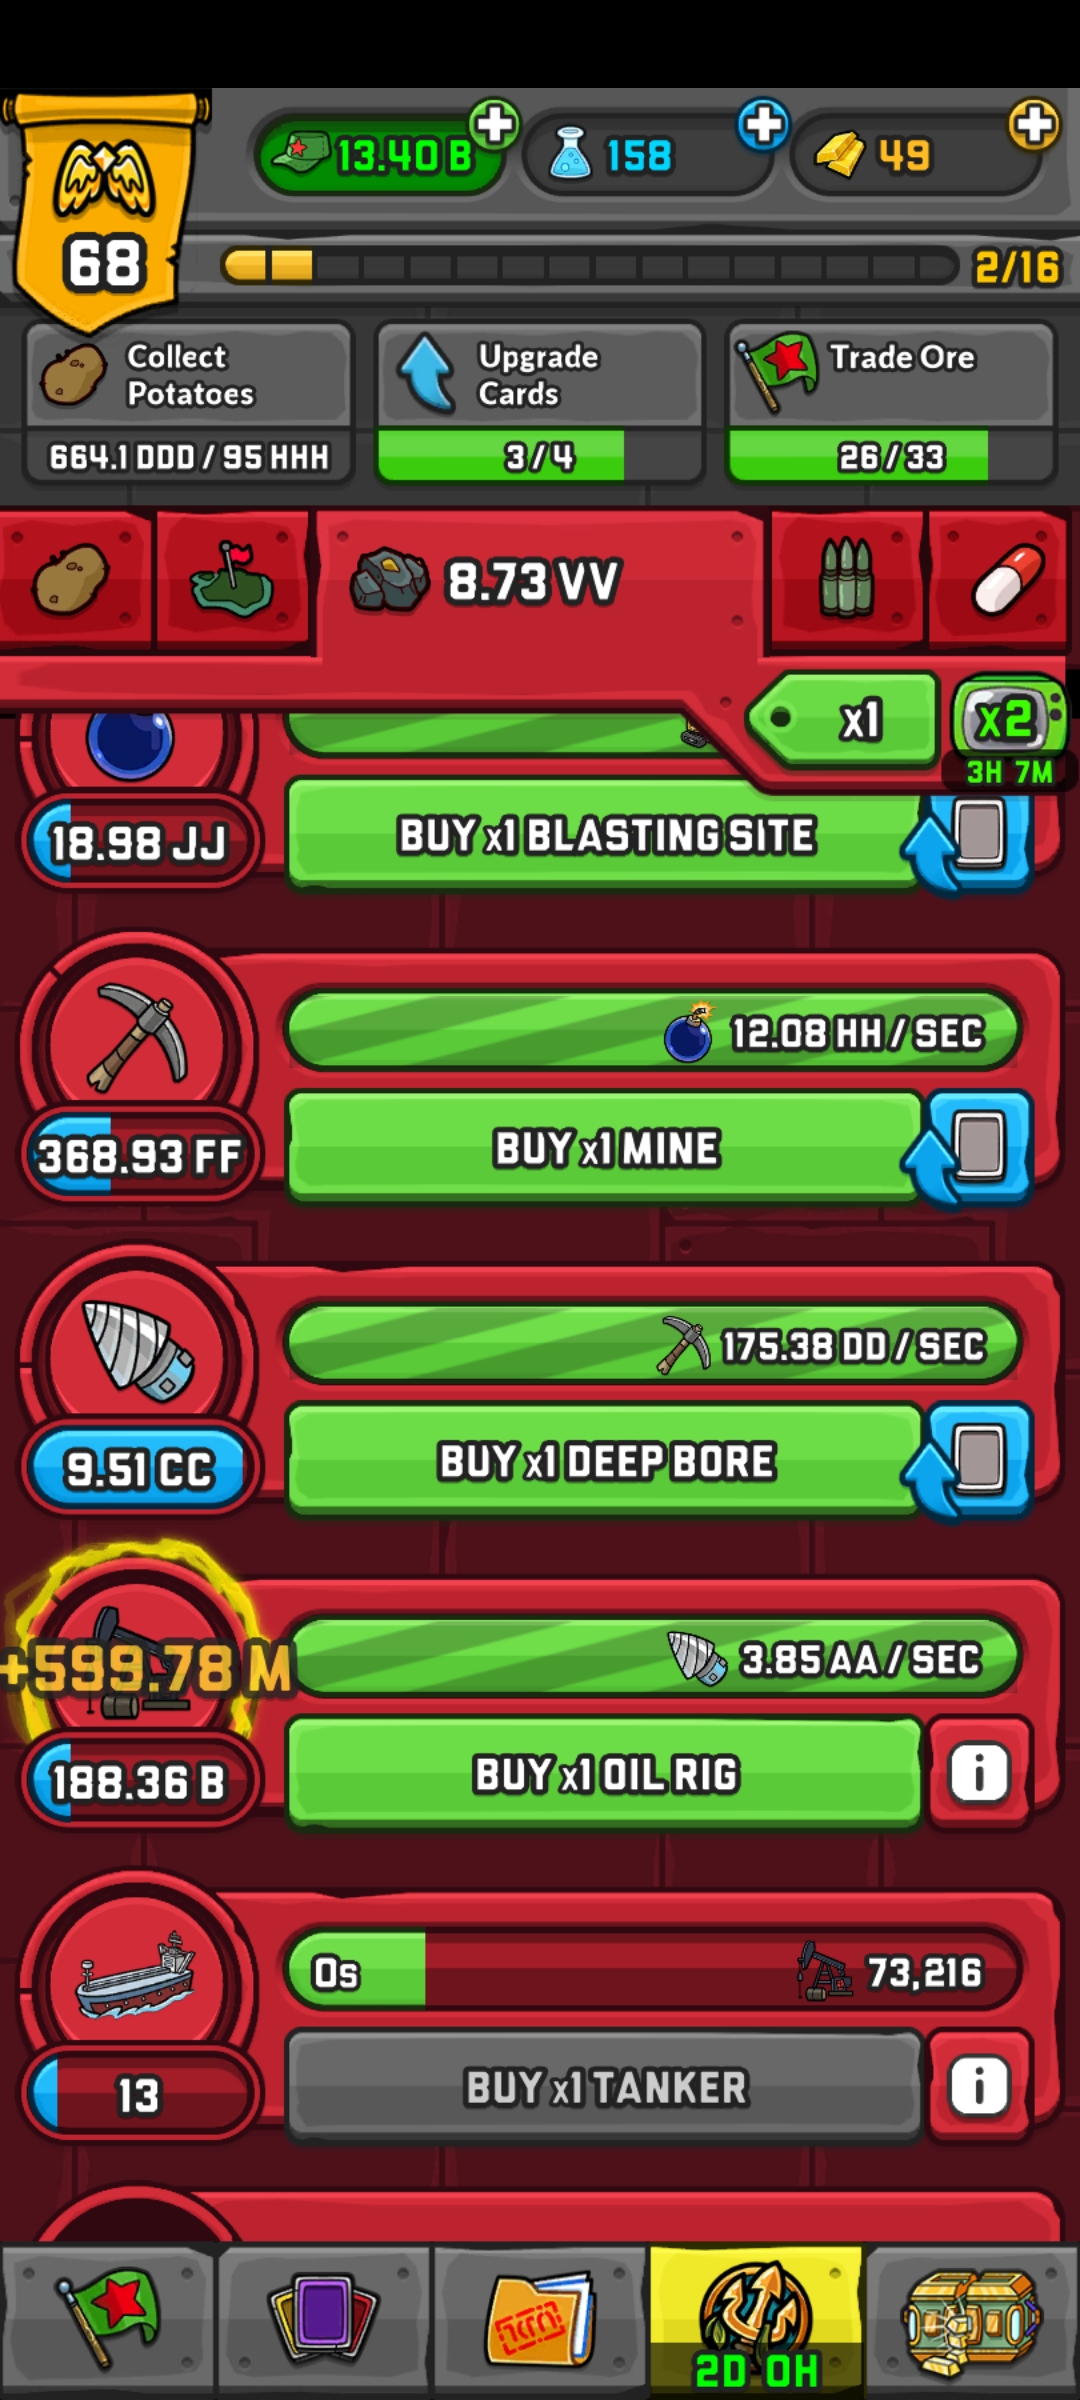 13.40 B
158
49
68
2/16
Collect
Potatoes
664.1 DDD / 95 HHH
Upgrade
Cards
3/4
Trade Ore
26/33
8.73 VV
x1
x2
3H 7M
18.98 JJ
BUY x1 BLASTING SITE
12.08 HH / SEC
368.93 FF
BUY x1 MINE
175.38 DD / SEC
9.51 CC
BUY x1 DEEP BORE
+599.78 M
3.85 AA / SEC
188.36 B
BUY x1 OIL RIG
i
0s
73,216
13
BUY x1 TANKER
i
2D 0H